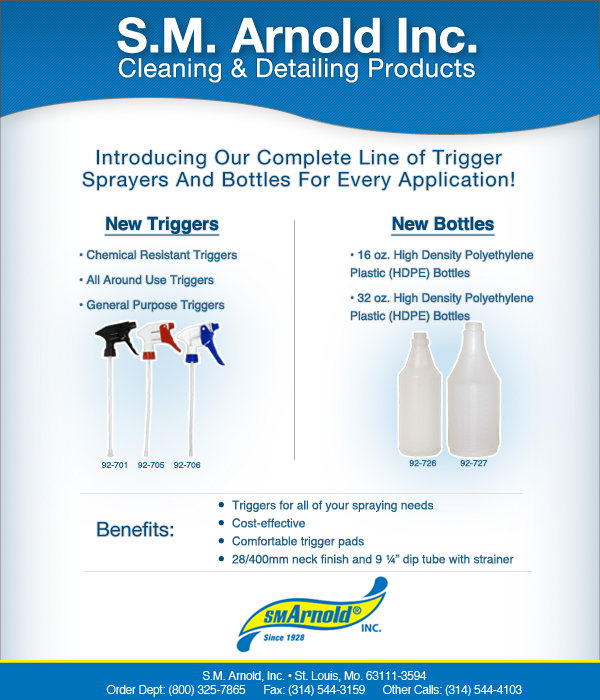 S.M. Arnold Inc.
Cleaning & Detailing Products
Introducing Our Complete Line of Trigger
Sprayers And Bottles For Every Application!
New Triggers
• Chemical Resistant Triggers
• All Around Use Triggers
• General Purpose Triggers
92-701 92-705 92-706
New Bottles
• 16 oz. High Density Polyethylene
Plastic (HDPE) Bottles
• 32 oz. High Density Polyethylene
Plastic (HDPE) Bottles
92-726 92-727
Benefits:
• Triggers for all of your spraying needs
• Cost-effective
• Comfortable trigger pads
• 28/400mm neck finish and 9 ¼” dip tube with strainer
SMArnold®
INC.
Since 1928
S.M. Arnold, Inc. • St. Louis, Mo. 63111-3594
Order Dept: (800) 325-7865 Fax: (314) 544-3159 Other Calls: (314) 544-4103